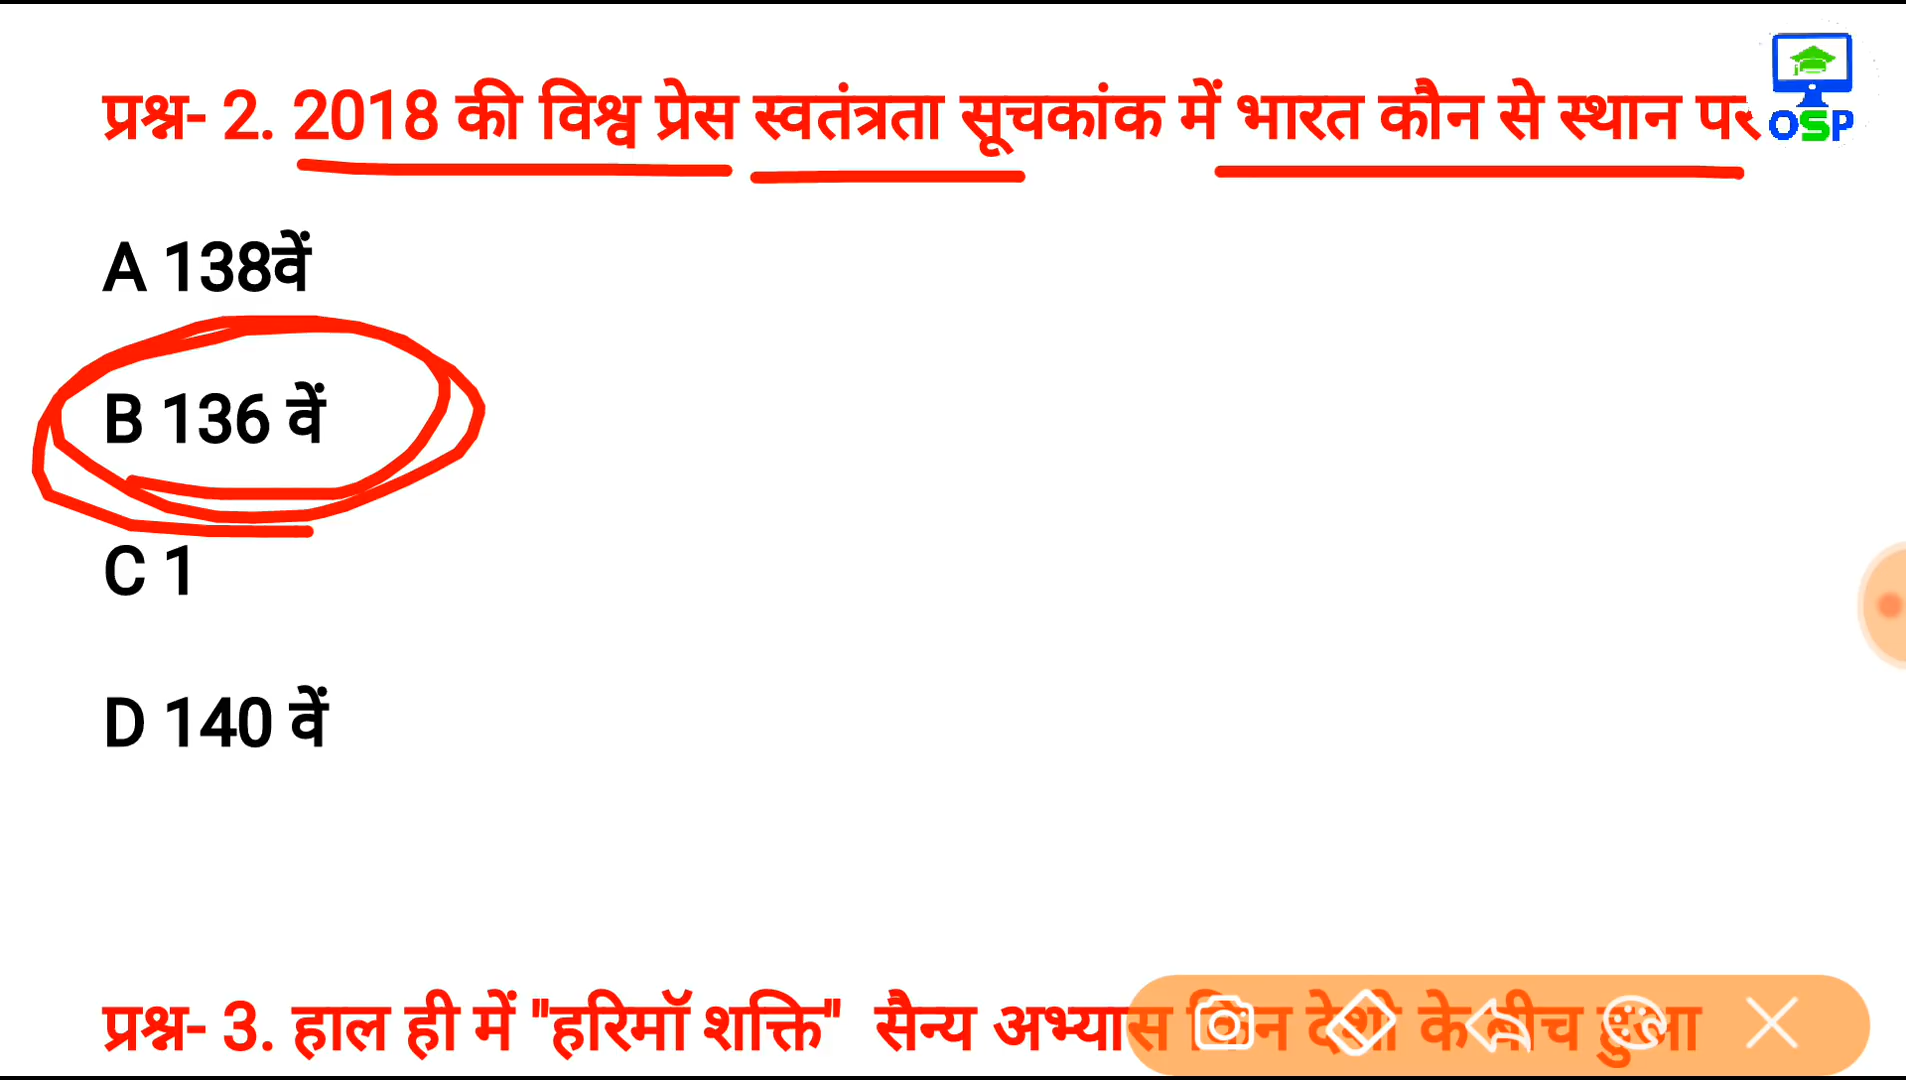 प्रश्न- 2. 2018 की विश्व प्रेस स्वतंत्रता सूचकांक में भारत कौन से स्थान पर
OSP
A 138वें
B 136 वें
C 1
D 140 वें
प्रश्न- 3. हाल ही में "हरिमॉ शक्ति" सैन्य अभ्यास किन देशो के बीच हुआ